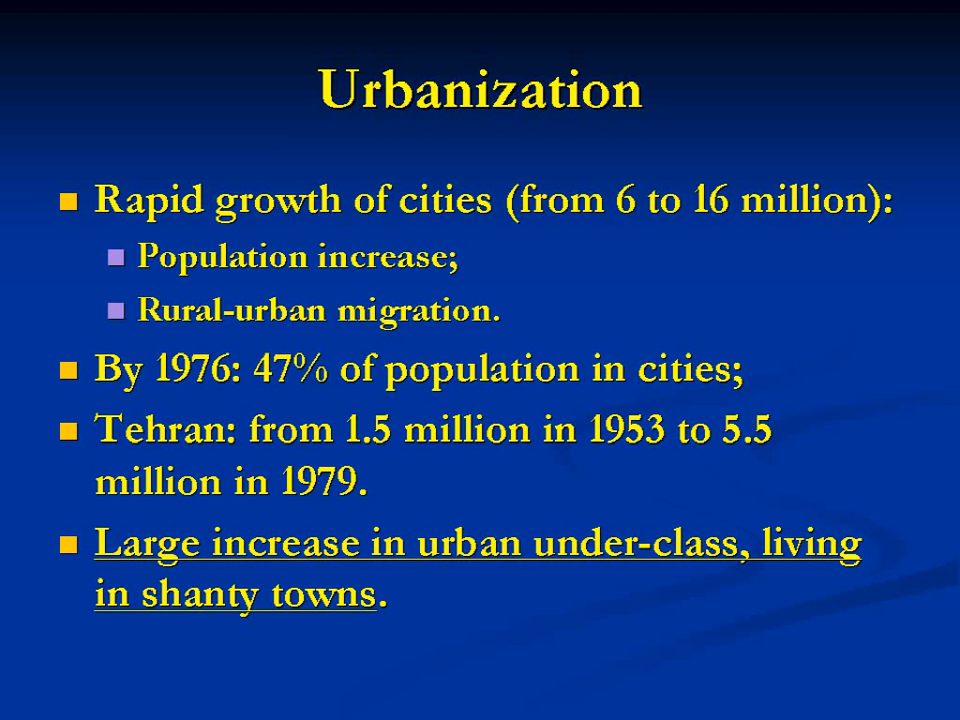 Urbanization
Rapid growth of cities (from 6 to 16 million):
Population increase;
Rural-urban migration.
By 1976: 47% of population in cities;
Tehran: from 1.5 million in 1953 to 5.5
million in 1979.
Large increase in urban under-class, living
in shanty towns.